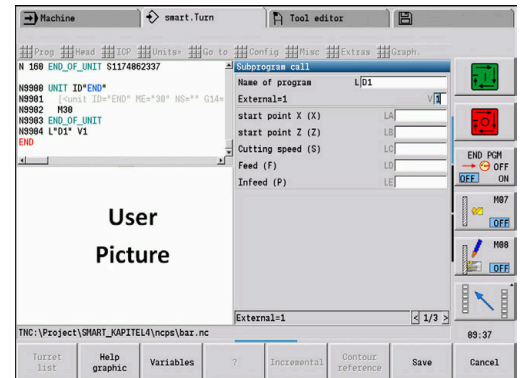 Machine smart.Turn Tool editor
Prog Head ICP Units» Go to Config Misc Extras Graph.
N 160 END_OF_UNIT S1174862337
N9900 UNIT ID"END"
N9901 [<unit ID="END" ME="30" NS="" G14=
N9902 M30
N9903 END_OF_UNIT
N9904 L"D1" V1
END
Subprogram call
Name of program L D1
External=1 V 1
start point X (X) LA
start point Z (Z) LB
Cutting speed (S) LC
Feed (F) LD
Infeed (P) LE
User
Picture
External=1 < 1/3 >
TNC:\Project\SMART_KAPITEL4\ncps\bar.nc
END PGM
OFF
OFF ON
M07
OFF
M08
OFF
09:37
Turret list
Help graphic
Variables
?
Incremental
Contour reference
Save
Cancel